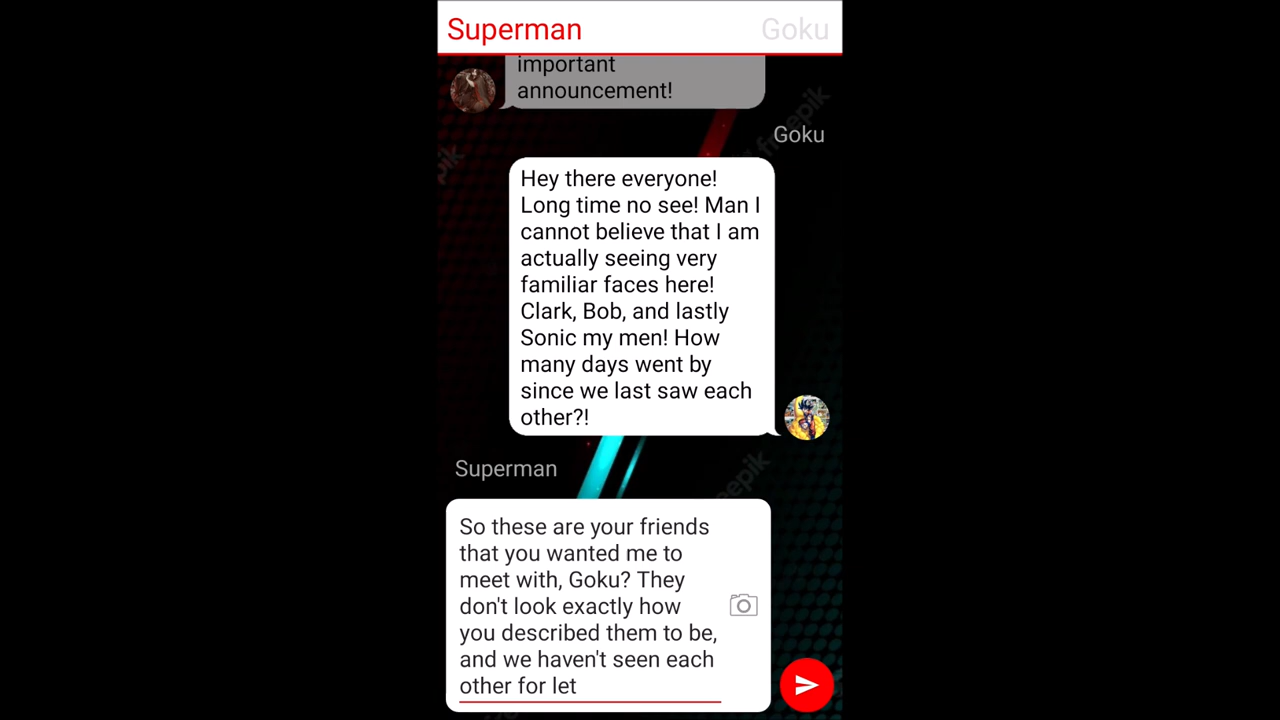 Superman
Goku
important
announcement!
Goku
Hey there everyone!
Long time no see! Man I
cannot believe that I am
actually seeing very
familiar faces here!
Clark, Bob, and lastly
Sonic my men! How
many days went by
since we last saw each
other?!
Superman
So these are your friends
that you wanted me to
meet with, Goku? They
don't look exactly how
you described them to be,
and we haven't seen each
other for let